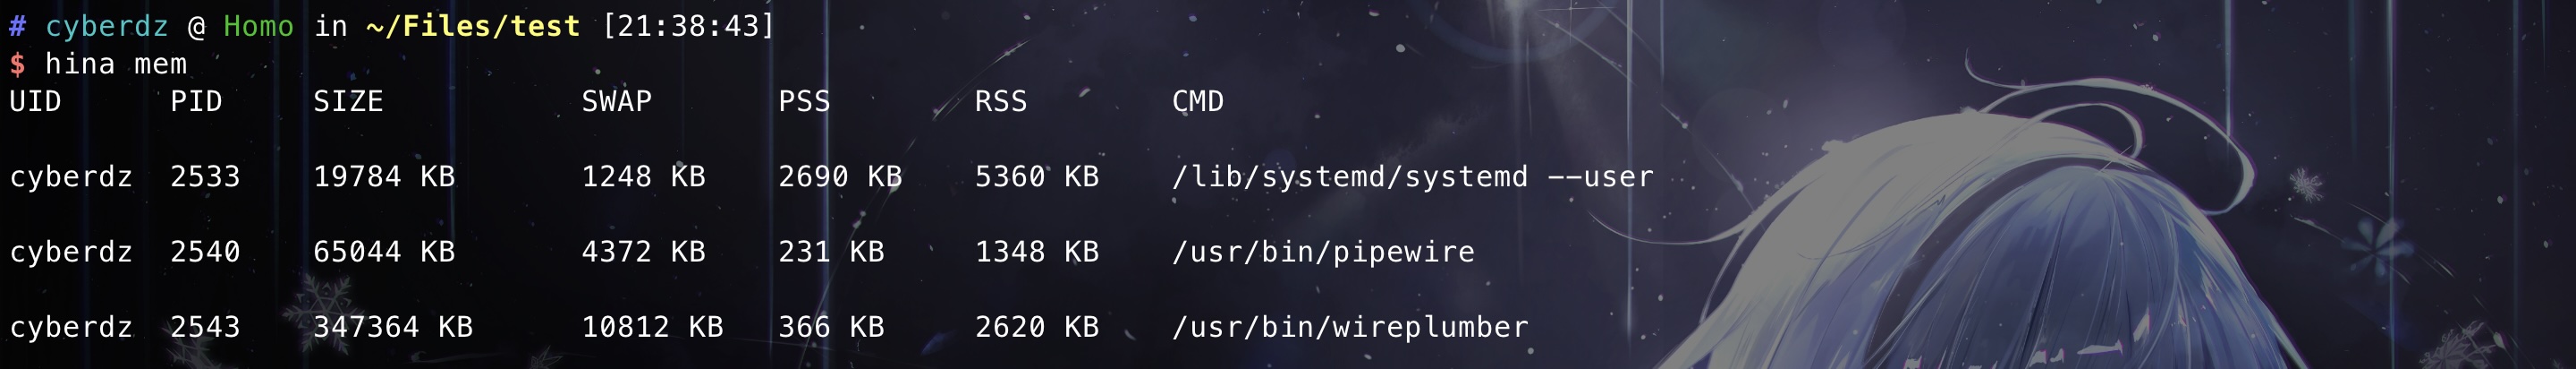 # cyberdz @ Homo in ~/Files/test [21:38:43]
$ hina mem
UID PID SIZE SWAP PSS RSS CMD
cyberdz 2533 19784 KB 1248 KB 2690 KB 5360 KB /lib/systemd/systemd --user
cyberdz 2540 65044 KB 4372 KB 231 KB 1348 KB /usr/bin/pipewire
cyberdz 2543 347364 KB 10812 KB 366 KB 2620 KB /usr/bin/wireplumber